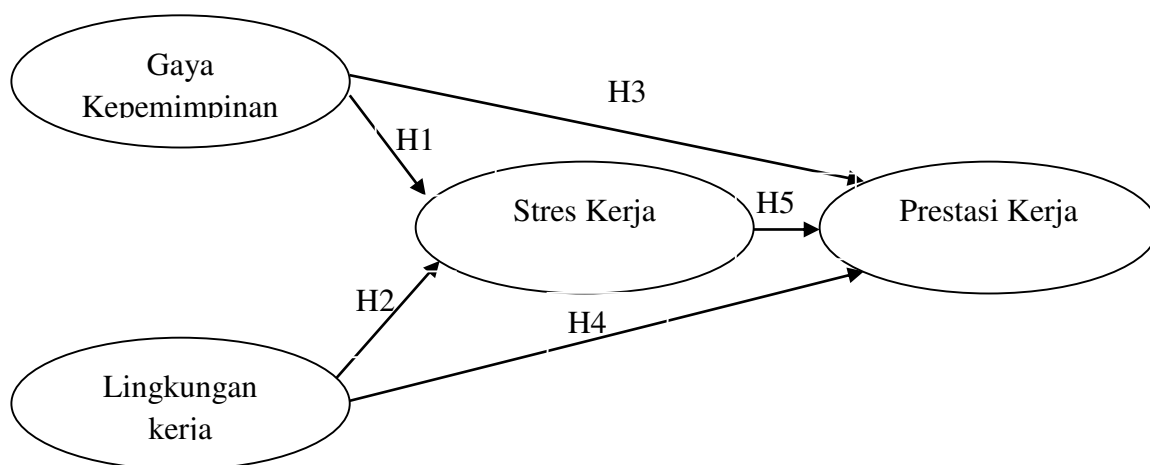 Gaya
Kepemimpinan
H3
H1
Stres Kerja
H5
Prestasi Kerja
H2
H4
Lingkungan
kerja